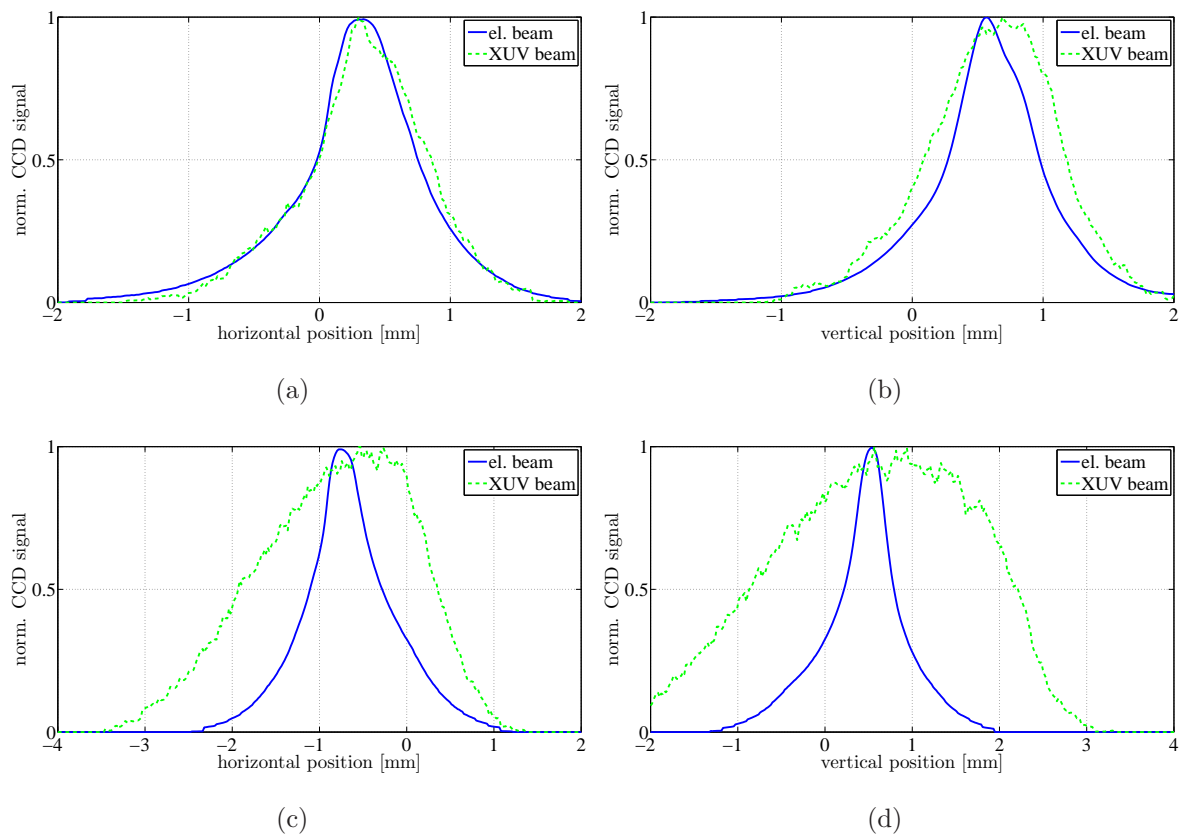 1
0.5
0
norm. CCD signal
el. beam
XUV beam
−2 −1 0 1 2
horizontal position [mm]
(a)
1
0.5
0
norm. CCD signal
el. beam
XUV beam
−2 −1 0 1 2
vertical position [mm]
(b)
1
0.5
0
norm. CCD signal
el. beam
XUV beam
−4 −3 −2 −1 0 1 2
horizontal position [mm]
(c)
1
0.5
0
norm. CCD signal
el. beam
XUV beam
−2 −1 0 1 2 3 4
vertical position [mm]
(d)